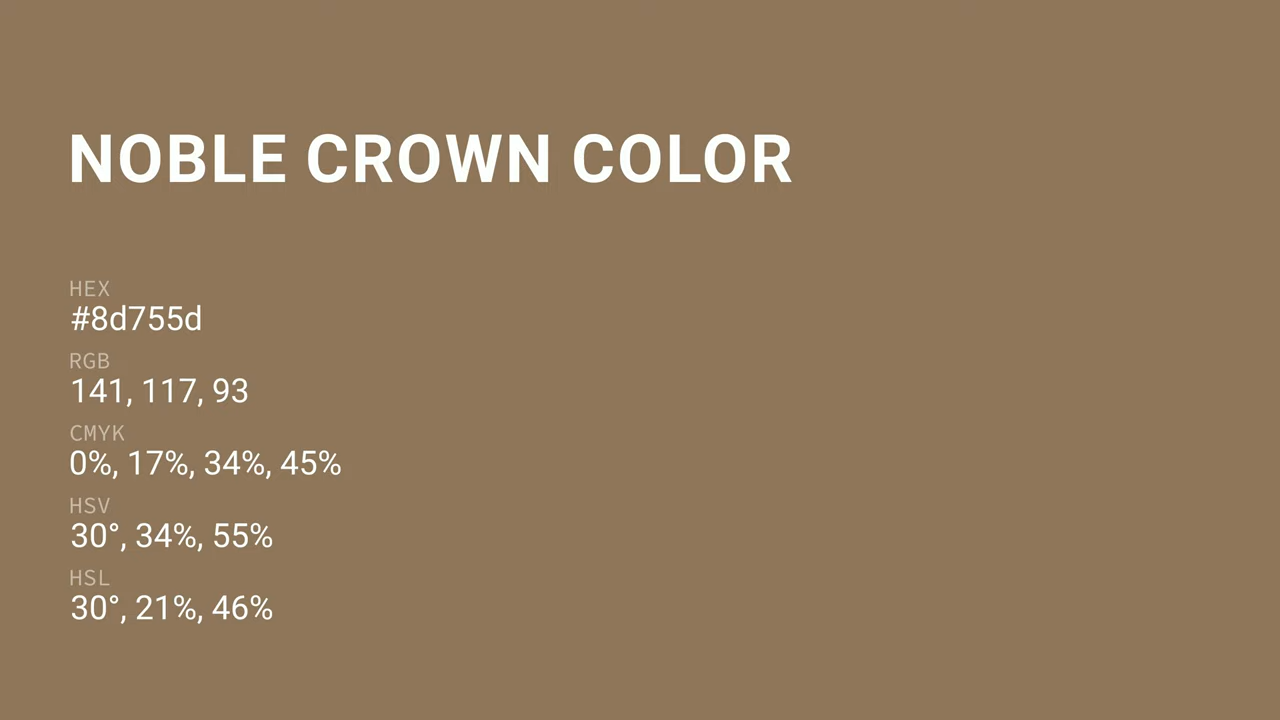 NOBLE CROWN COLOR
HEX
#8d755d
RGB
141, 117, 93
CMYK
0%, 17%, 34%, 45%
HSV
30°, 34%, 55%
HSL
30°, 21%, 46%